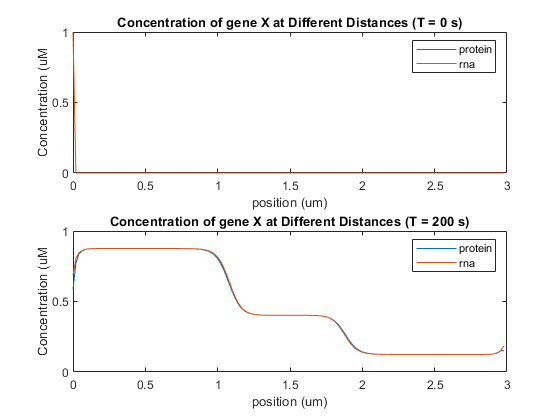 Concentration of gene X at Different Distances (T = 0 s)
1
0.5
0
Concentration (uM
protein
rna
0 0.5 1 1.5 2 2.5 3
position (um)
Concentration of gene X at Different Distances (T = 200 s)
1
0.5
0
Concentration (uM
protein
rna
0 0.5 1 1.5 2 2.5 3
position (um)